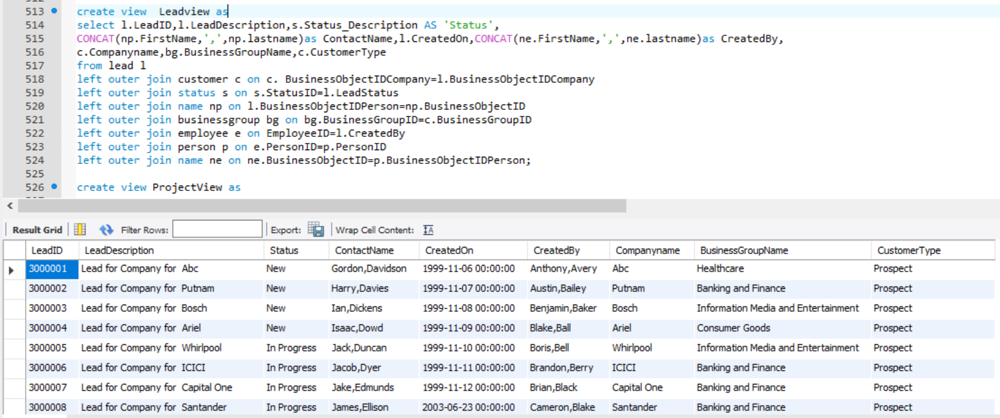 513 create view  Leadview as
514 select l.LeadID,l.LeadDescription,s.Status_Description AS 'Status',
515 CONCAT(np.FirstName,',',np.lastname)as ContactName,l.CreatedOn,CONCAT(ne.FirstName,',',ne.lastname)as CreatedBy,
516 c.Companyname,bg.BusinessGroupName,c.CustomerType
517 from lead l
518 left outer join customer c on c. BusinessObjectIDCompany=l.BusinessObjectIDCompany
519 left outer join status s on s.StatusID=l.LeadStatus
520 left outer join name np on l.BusinessObjectIDPerson=np.BusinessObjectID
521 left outer join businessgroup bg on bg.BusinessGroupID=c.BusinessGroupID
522 left outer join employee e on EmployeeID=l.CreatedBy
523 left outer join person p on e.PersonID=p.PersonID
524 left outer join name ne on ne.BusinessObjectID=p.BusinessObjectIDPerson;
525
526 create view ProjectView as
Result Grid Filter Rows: Export: Wrap Cell Content:
LeadID LeadDescription Status ContactName CreatedOn CreatedBy Companyname BusinessGroupName CustomerType
3000001 Lead for Company for  Abc New Gordon,Davidson 1999-11-06 00:00:00 Anthony,Avery Abc Healthcare Prospect
3000002 Lead for Company for  Putnam New Harry,Davies 1999-11-07 00:00:00 Austin,Bailey Putnam Banking and Finance Prospect
3000003 Lead for Company for  Bosch New Ian,Dickens 1999-11-08 00:00:00 Benjamin,Baker Bosch Information Media and Entertainment Prospect
3000004 Lead for Company for  Ariel New Isaac,Dowd 1999-11-09 00:00:00 Blake,Ball Ariel Consumer Goods Prospect
3000005 Lead for Company for  Whirlpool In Progress Jack,Duncan 1999-11-10 00:00:00 Boris,Bell Whirlpool Information Media and Entertainment Prospect
3000006 Lead for Company for  ICICI In Progress Jacob,Dyer 1999-11-11 00:00:00 Brandon,Berry ICICI Banking and Finance Prospect
3000007 Lead for Company for  Capital One In Progress Jake,Edmunds 1999-11-12 00:00:00 Brian,Black Capital One Banking and Finance Prospect
3000008 Lead for Company for  Santander In Progress James,Ellison 2003-06-23 00:00:00 Cameron,Blake Santander Banking and Finance Prospect